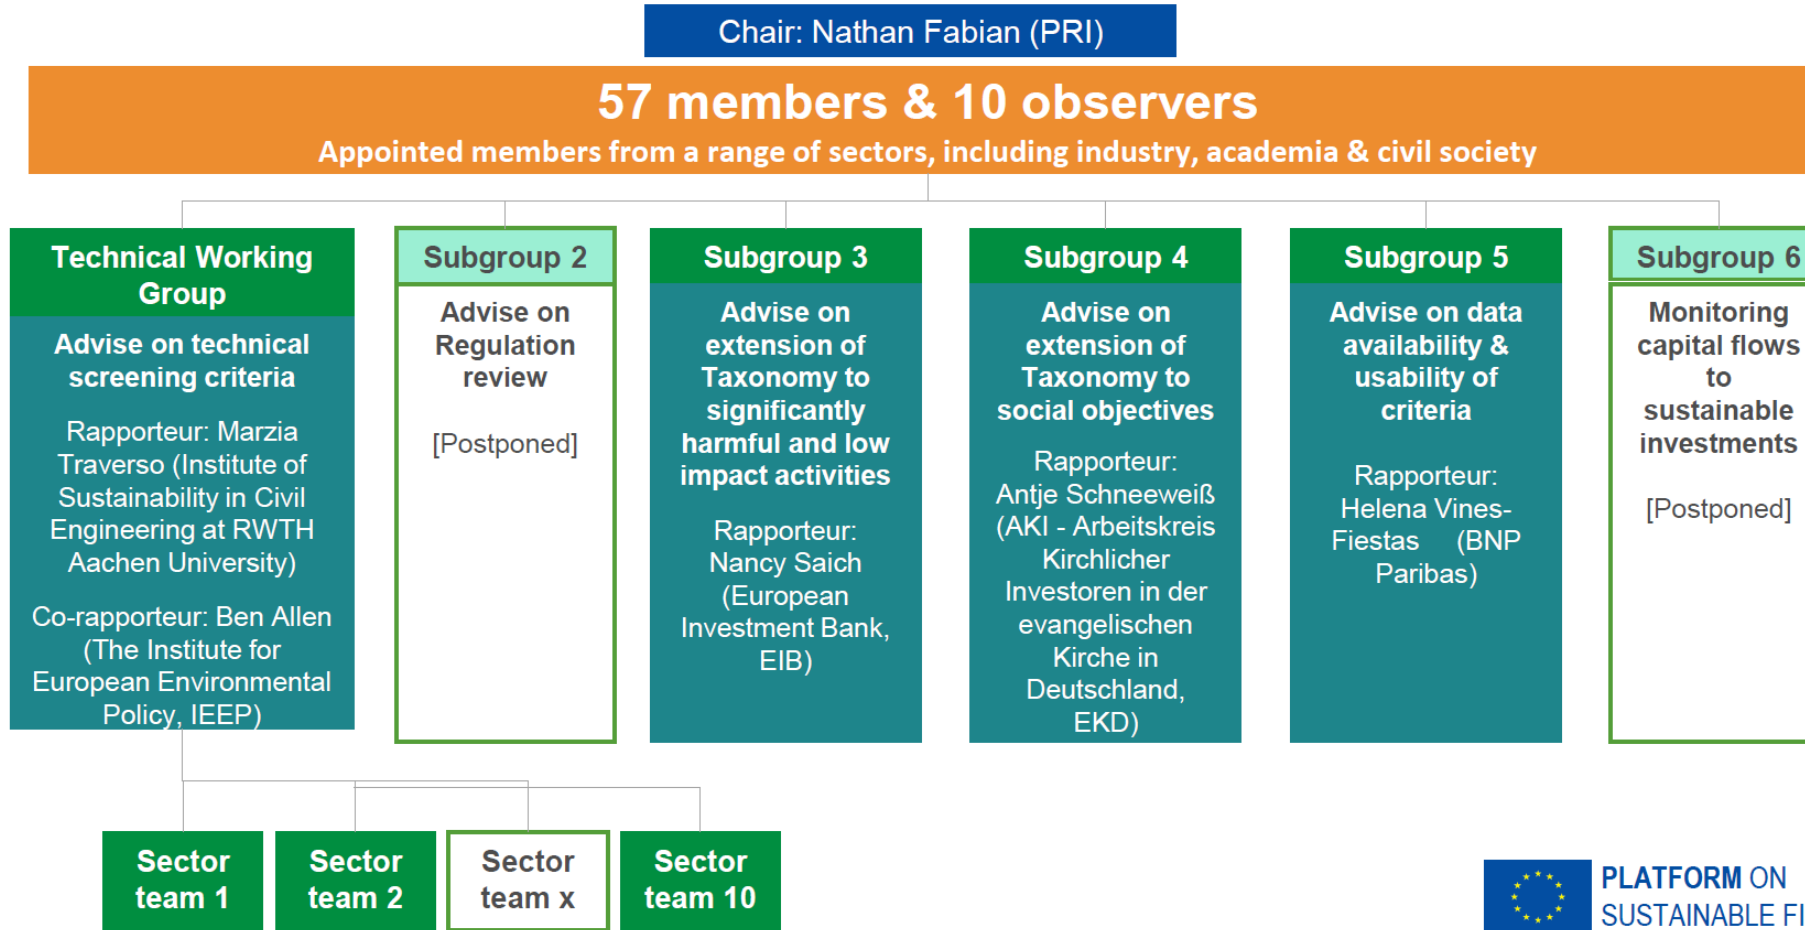 Chair: Nathan Fabian (PRI)
57 members & 10 observers
Appointed members from a range of sectors, including industry, academia & civil society
Technical Working
Group
Advise on technical
screening criteria
Rapporteur: Marzia
Traverso (Institute of
Sustainability in Civil
Engineering at RWTH
Aachen University)
Co-rapporteur: Ben Allen
(The Institute for
European Environmental
Policy, IEEP)
Subgroup 2
Advise on
Regulation
review
[Postponed]
Subgroup 3
Advise on
extension of
Taxonomy to
significantly
harmful and low
impact activities
Rapporteur:
Nancy Saich
(European
Investment Bank,
EIB)
Subgroup 4
Advise on
extension of
Taxonomy to
social objectives
Rapporteur:
Antje Schneeweiß
(AKI - Arbeitskreis
Kirchlicher
Investoren in der
evangelischen
Kirche in
Deutschland,
EKD)
Subgroup 5
Advise on data
availability &
usability of
criteria
Rapporteur:
Helena Vines-
Fiestas (BNP
Paribas)
Subgroup 6
Monitoring
capital flows
to
sustainable
investments
[Postponed]
Sector
team 1
Sector
team 2
Sector
team x
Sector
team 10
PLATFORM ON
SUSTAINABLE FI